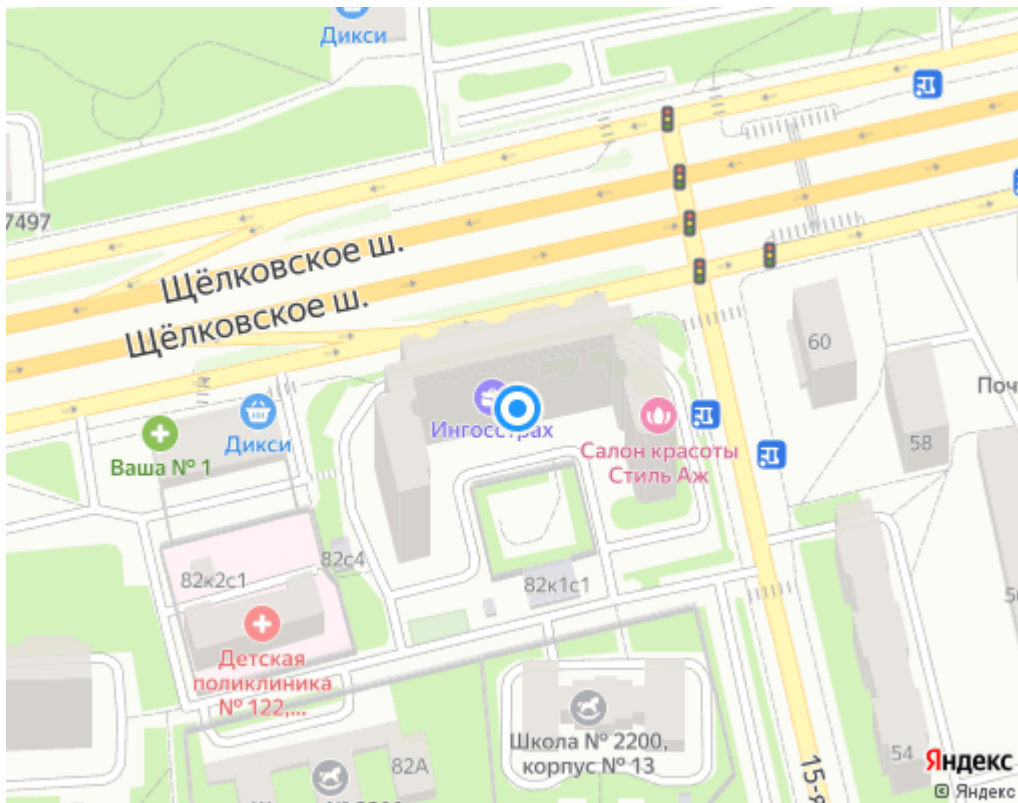 Дикси
7497
Щёлковское ш.
Щёлковское ш.
60
Поч
58
Дикси
Ингосстрах
Салон красоты
Стиль Аж
Ваша № 1
82с4
82к2с1
82к1с1
Детская
поликлиника
№ 122,...
Школа № 2200,
корпус № 13
82А
54
15-я
Яндекс
© Яндекс